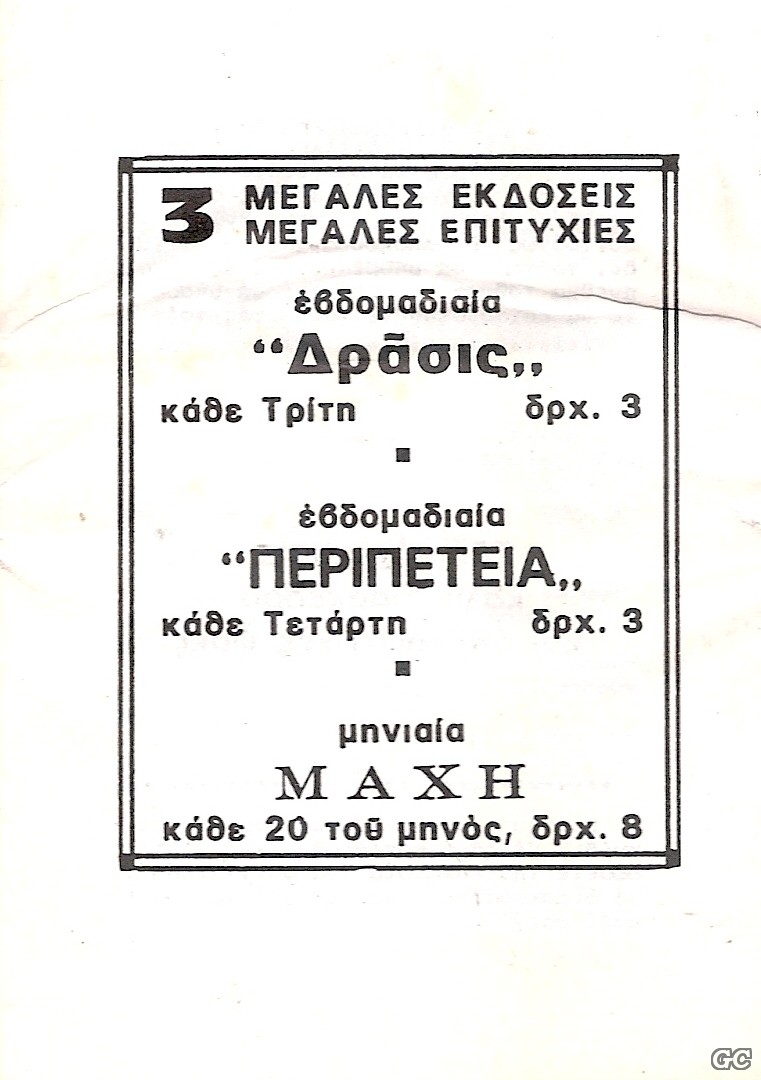 3 ΜΕΓΑΛΕΣ ΕΚΔΟΣΕΙΣ
ΜΕΓΑΛΕΣ ΕΠΙΤΥΧΙΕΣ
ἑβδομαδιαία
“Δρᾶσις„
κάθε Τρίτη δρχ. 3
ἑβδομαδιαία
“ΠΕΡΙΠΕΤΕΙΑ„
κάθε Τετάρτη δρχ. 3
μηνιαία
ΜΑΧΗ
κάθε 20 τοῦ μηνὸς, δρχ. 8
GC